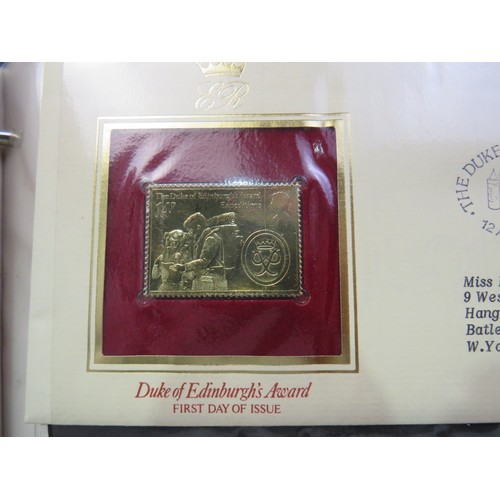 ER
The Duke of Edinburgh's Award
Expeditions
THE DUKE
12
Miss
9 Wes
Hang
Batle
W.Yo
Duke of Edinburgh's Award
FIRST DAY OF ISSUE